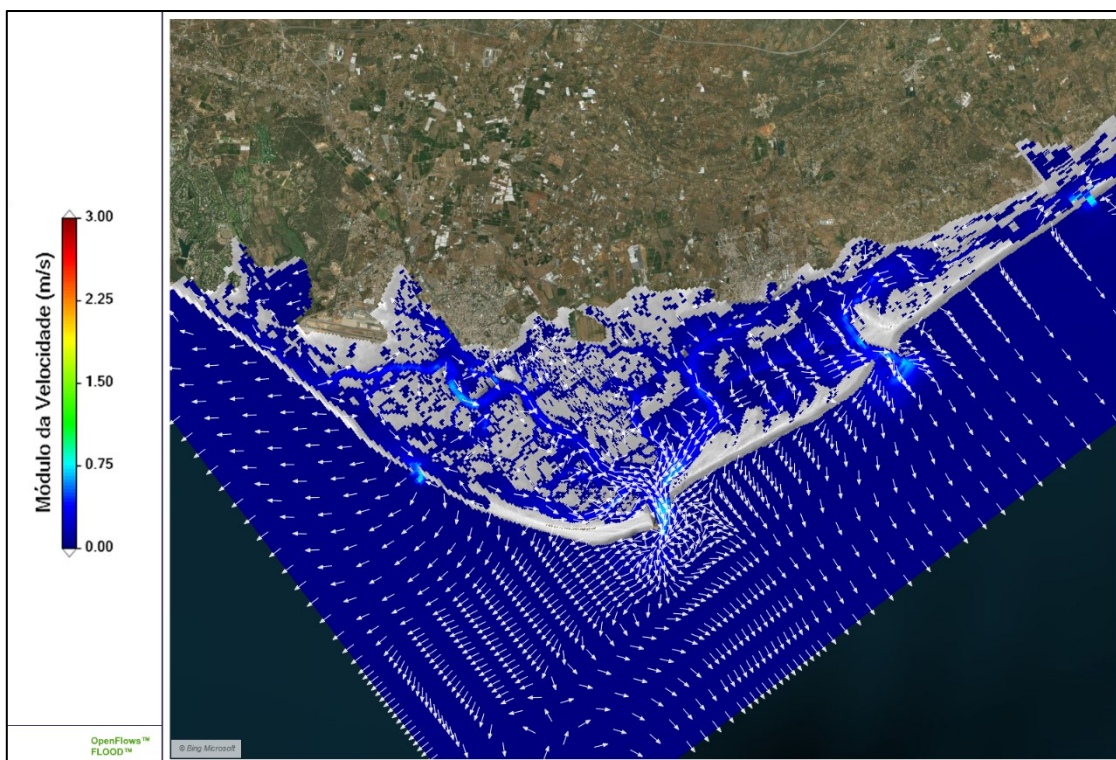 Módulo da Velocidade (m/s)
3.00
2.25
1.50
0.75
0.00
OpenFlows™
FLOOD™
© Bing Microsoft